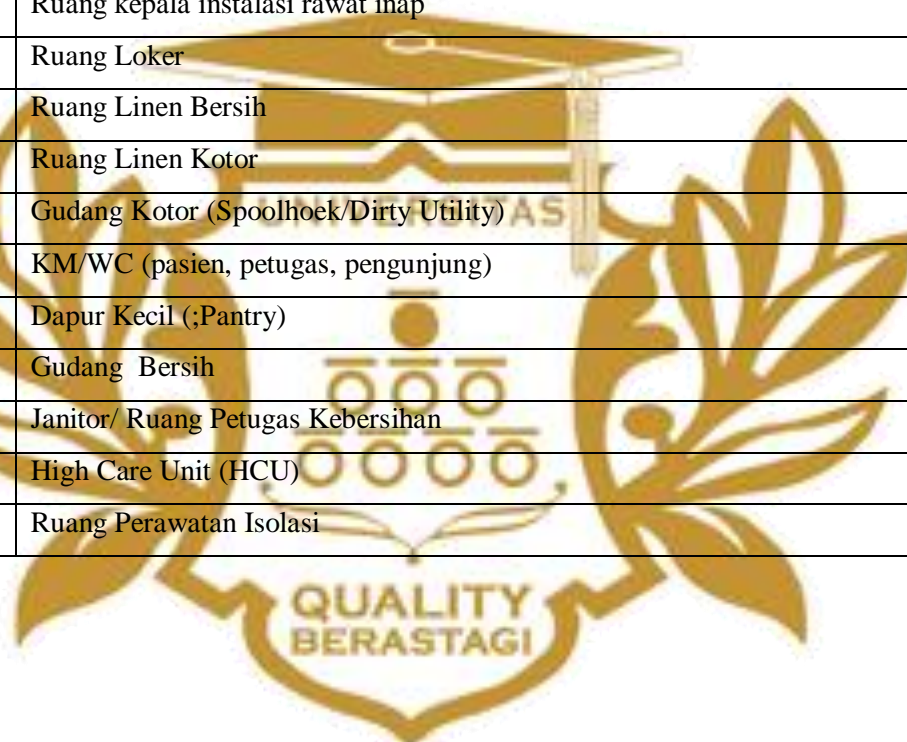 Ruang kepala instalasi rawat inap
Ruang Loker
Ruang Linen Bersih
Ruang Linen Kotor
Gudang Kotor (Spoolhoek/Dirty Utility)
UNIVERSITAS
KM/WC (pasien, petugas, pengunjung)
Dapur Kecil (;Pantry)
Gudang  Bersih
Janitor/ Ruang Petugas Kebersihan
High Care Unit (HCU)
Ruang Perawatan Isolasi
QUALITY
BERASTAGI